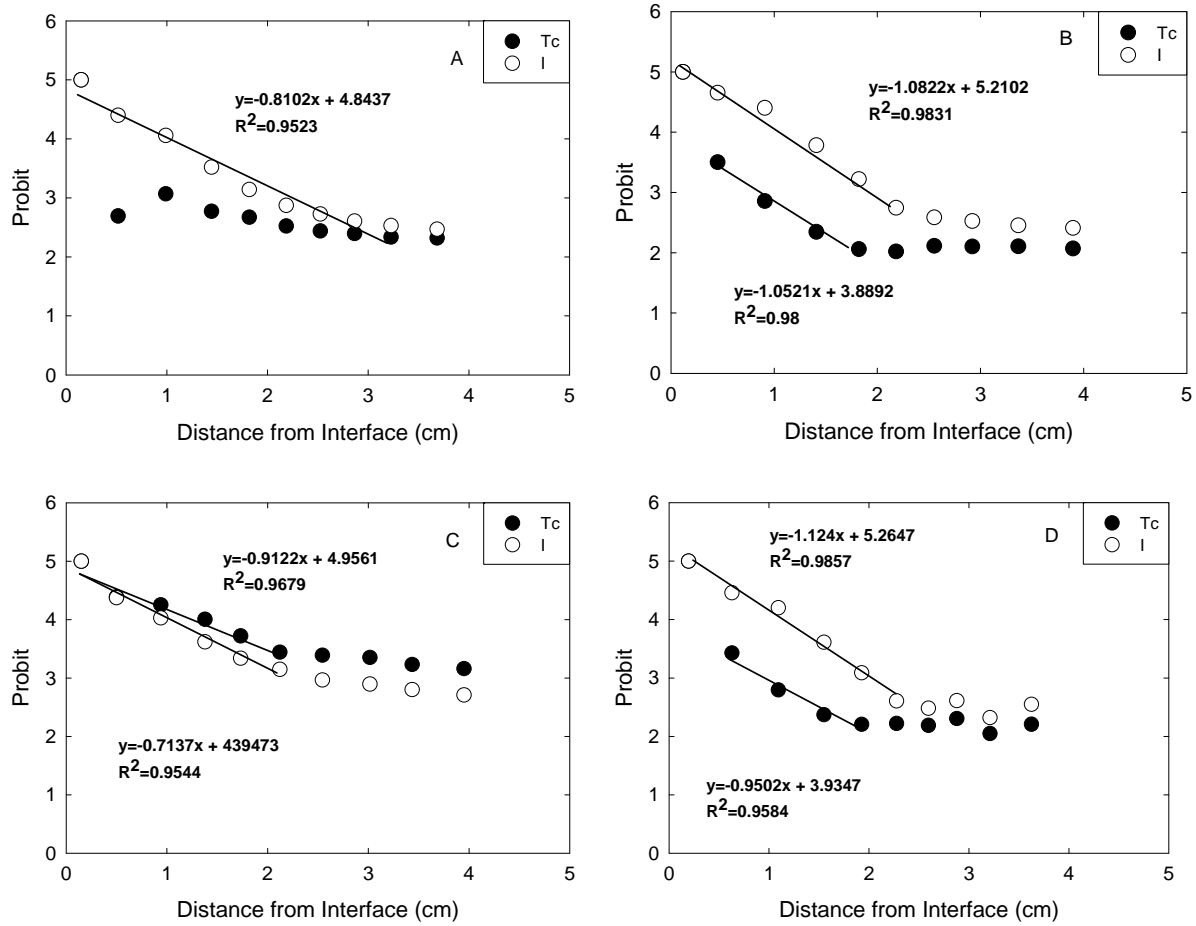 6
5
4
3
2
1
0
Probit
A
Tc
I
y=-0.8102x + 4.8437
R2=0.9523
0 1 2 3 4 5
Distance from Interface (cm)
6
5
4
3
2
1
0
Probit
B
Tc
I
y=-1.0822x + 5.2102
R2=0.9831
y=-1.0521x + 3.8892
R2=0.98
0 1 2 3 4 5
Distance from Interface (cm)
6
5
4
3
2
1
0
Probit
C
Tc
I
y=-0.9122x + 4.9561
R2=0.9679
y=-0.7137x + 439473
R2=0.9544
0 1 2 3 4 5
Distance from Interface (cm)
6
5
4
3
2
1
0
Probit
D
Tc
I
y=-1.124x + 5.2647
R2=0.9857
y=-0.9502x + 3.9347
R2=0.9584
0 1 2 3 4 5
Distance from Interface (cm)